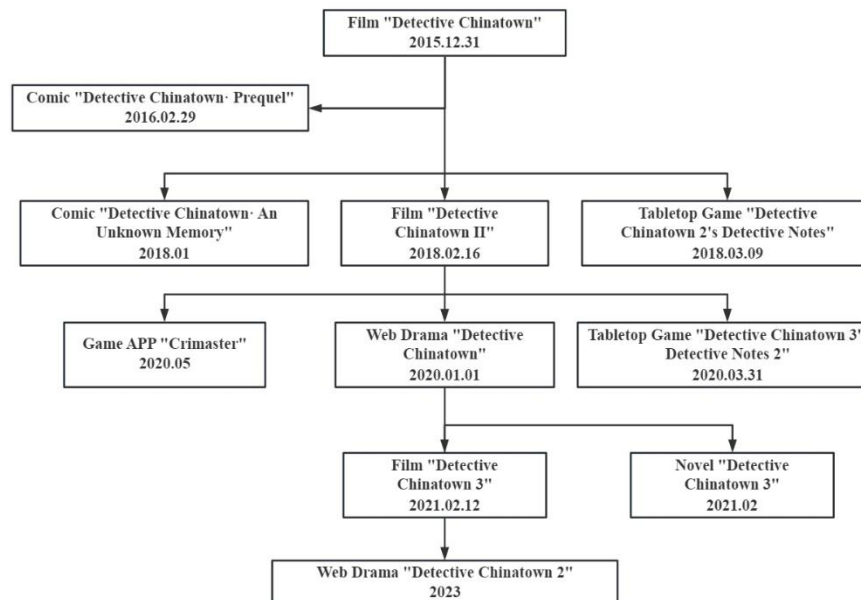 Film "Detective Chinatown"
2015.12.31
Comic "Detective Chinatown· Prequel"
2016.02.29
Comic "Detective Chinatown· An
Unknown Memory"
2018.01
Film "Detective
Chinatown II"
2018.02.16
Tabletop Game "Detective
Chinatown 2's Detective Notes"
2018.03.09
Game APP "Crimaster"
2020.05
Web Drama "Detective
Chinatown"
2020.01.01
Tabletop Game "Detective Chinatown 3"
Detective Notes 2"
2020.03.31
Film "Detective
Chinatown 3"
2021.02.12
Novel "Detective
Chinatown 3"
2021.02
Web Drama "Detective Chinatown 2"
2023